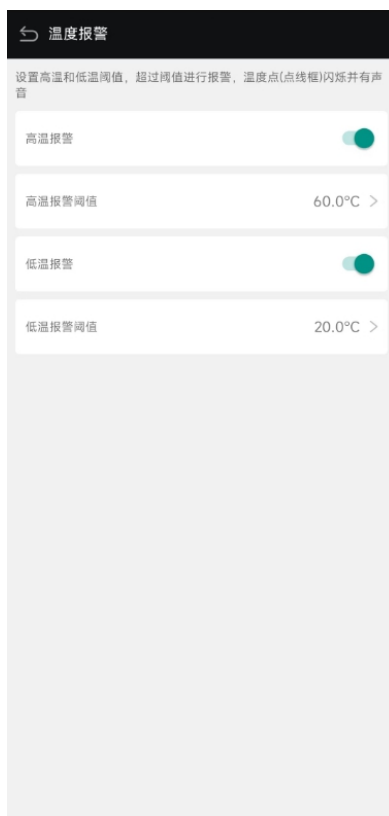 温度报警
设置高温和低温阈值，超过阈值进行报警，温度点(点线框)闪烁并有声
音
高温报警
高温报警阈值 60.0°C >
低温报警
低温报警阈值 20.0°C >